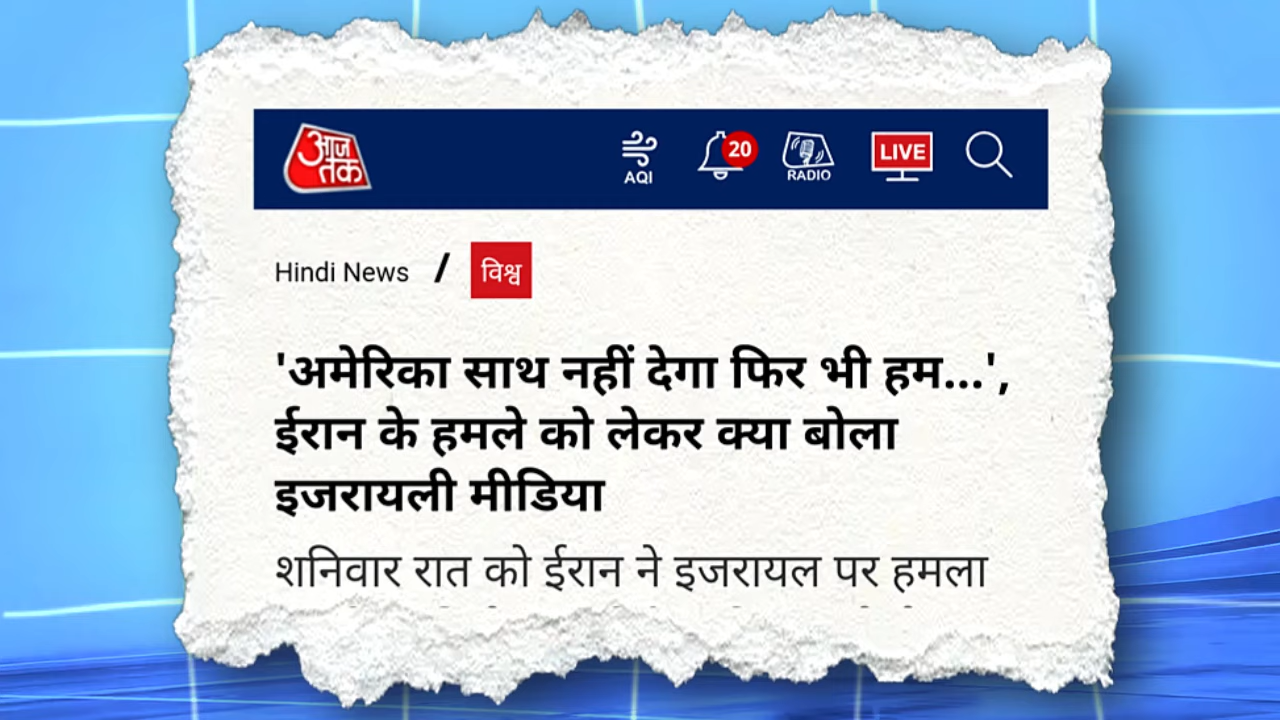 आज
तक
AQI
20
RADIO
LIVE
Hindi News / विश्व
'अमेरिका साथ नहीं देगा फिर भी हम...',
ईरान के हमले को लेकर क्या बोला
इजरायली मीडिया
शनिवार रात को ईरान ने इजरायल पर हमला